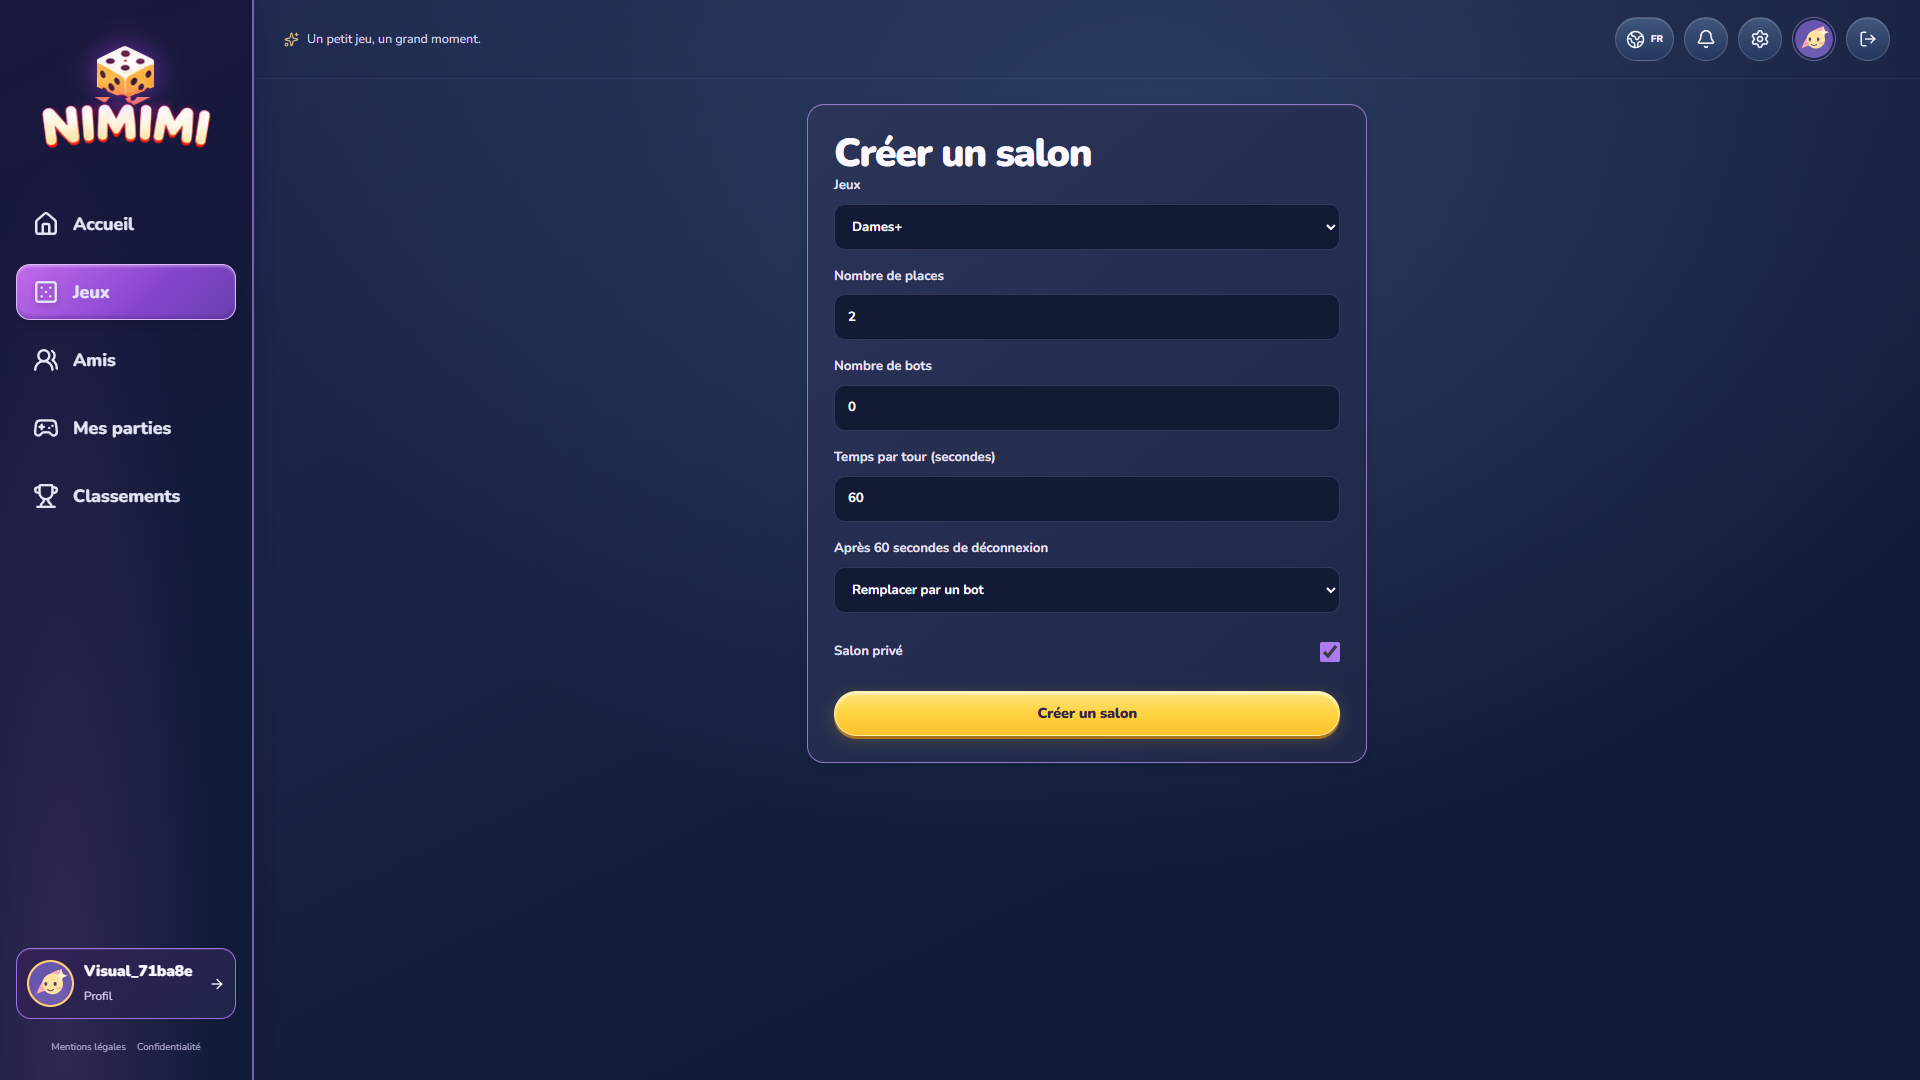 NIMIMI
Un petit jeu, un grand moment.
FR
Accueil
Jeux
Amis
Mes parties
Classements
Créer un salon
Jeux
Dames+
Nombre de places
2
Nombre de bots
0
Temps par tour (secondes)
60
Après 60 secondes de déconnexion
Remplacer par un bot
Salon privé
Créer un salon
Visual_71ba8e
Profil
Mentions légales Confidentialité